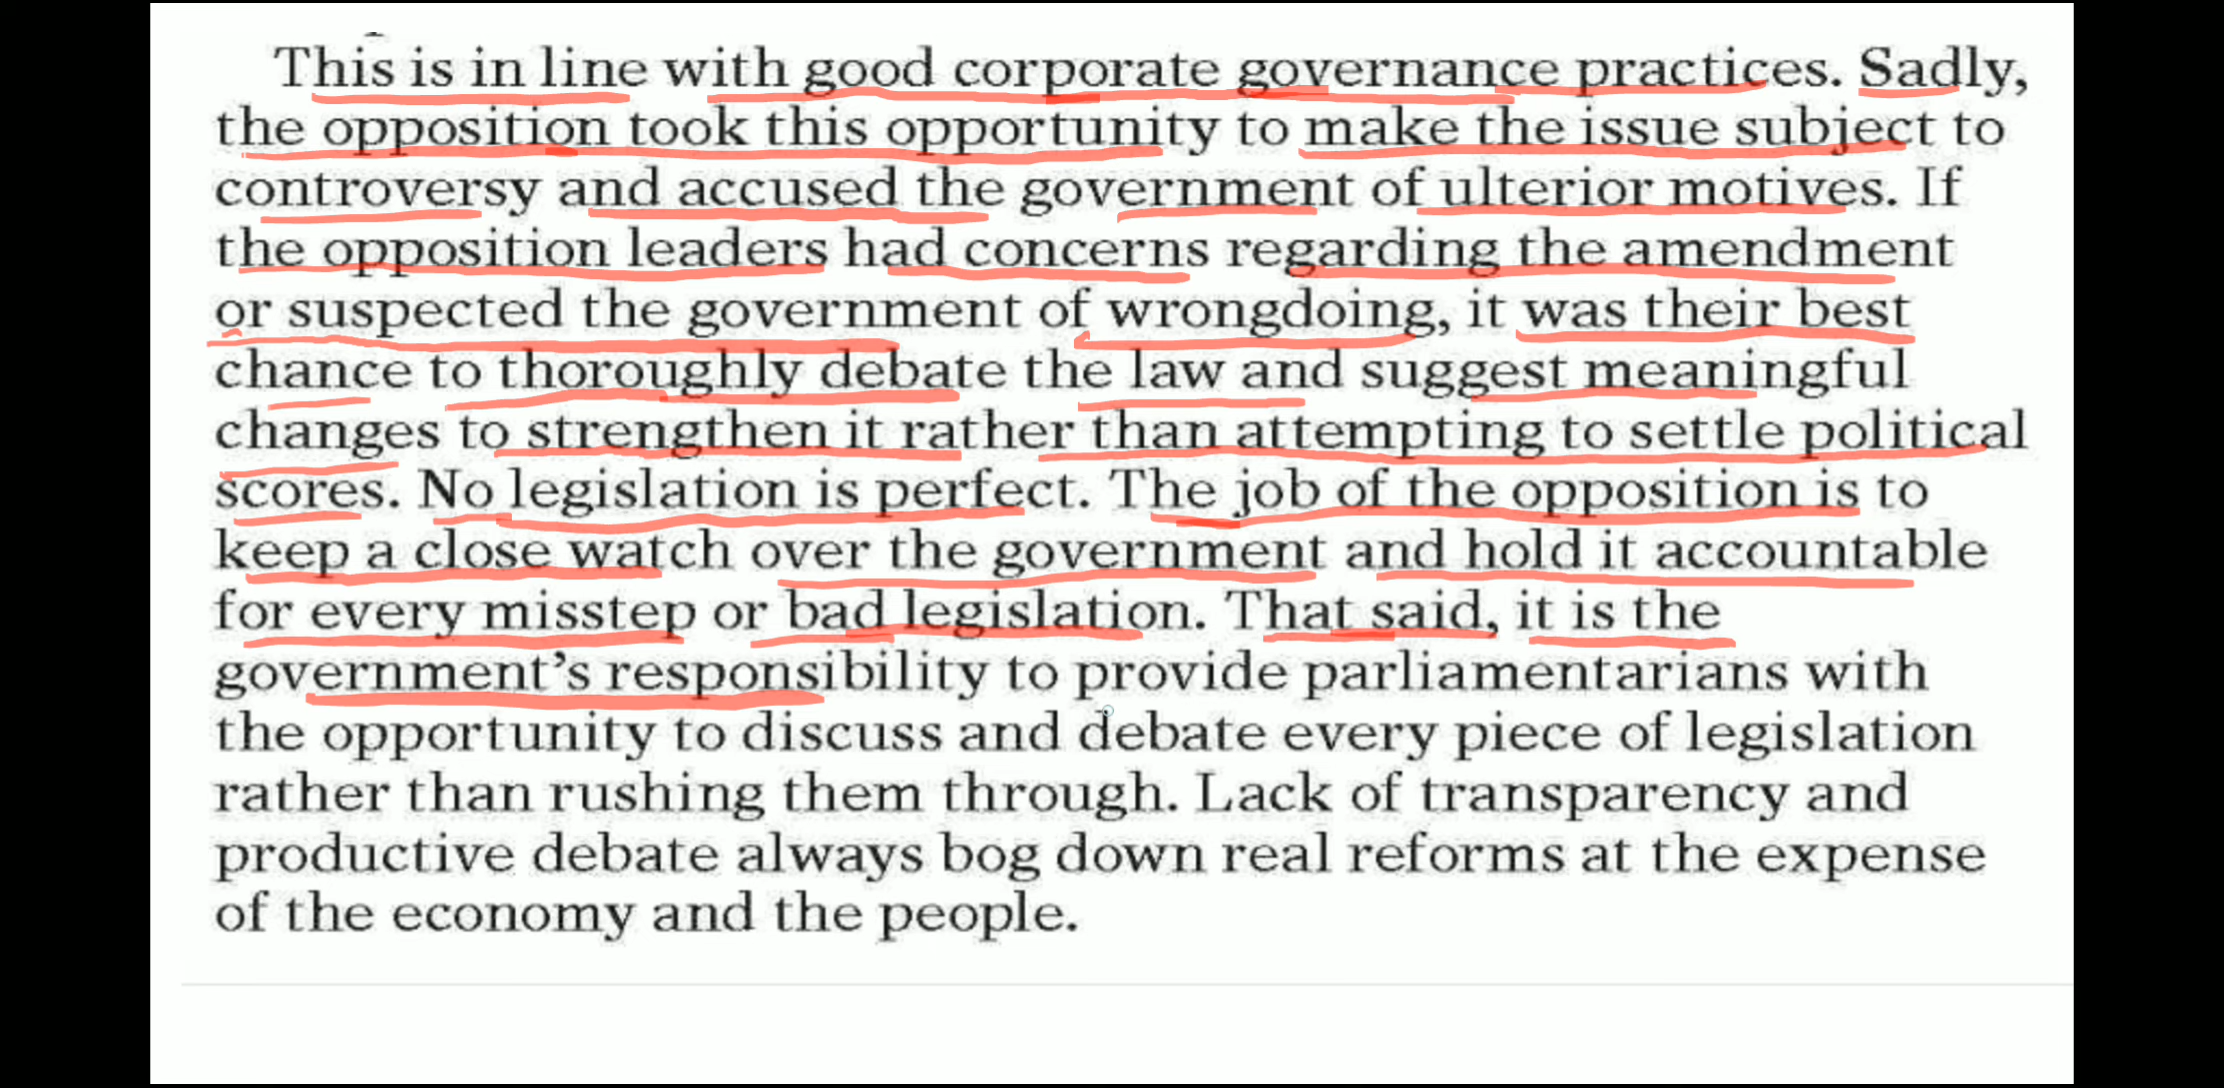 This is in line with good corporate governance practices. Sadly,
the opposition took this opportunity to make the issue subject to
controversy and accused the government of ulterior motives. If
the opposition leaders had concerns regarding the amendment
or suspected the government of wrongdoing, it was their best
chance to thoroughly debate the law and suggest meaningful
changes to strengthen it rather than attempting to settle political
scores. No legislation is perfect. The job of the opposition is to
keep a close watch over the government and hold it accountable
for every misstep or bad legislation. That said, it is the
government’s responsibility to provide parliamentarians with
the opportunity to discuss and debate every piece of legislation
rather than rushing them through. Lack of transparency and
productive debate always bog down real reforms at the expense
of the economy and the people.